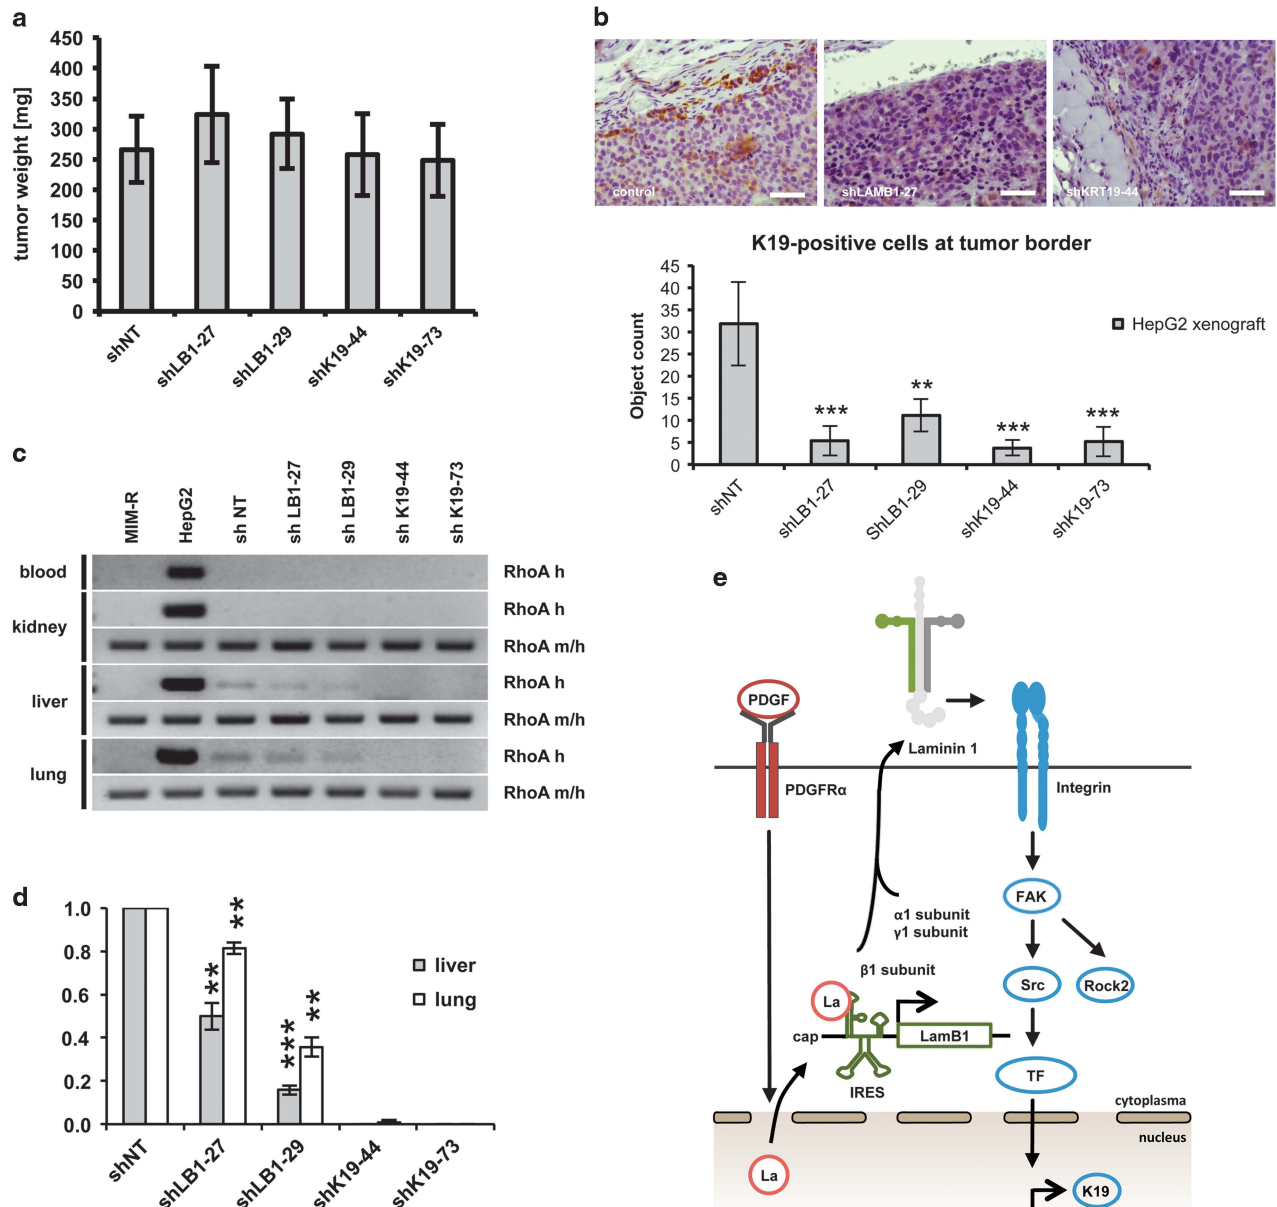 a
450
400
350
300
250
200
150
100
50
0
tumor weight [mg]
shNT
shLB1-27
shLB1-29
shK19-44
shK19-73
b
control
shLAMB1-27
shKRT19-44
K19-positive cells at tumor border
45
40
35
30
25
20
15
10
5
0
Object count
***
**
***
***
HepG2 xenograft
shNT
shLB1-27
ShLB1-29
shK19-44
shK19-73
c
MIM-R
HepG2
sh NT
sh LB1-27
sh LB1-29
sh K19-44
sh K19-73
blood
RhoA h
kidney
RhoA h
RhoA m/h
liver
RhoA h
RhoA m/h
lung
RhoA h
RhoA m/h
d
1.0
0.8
0.6
0.4
0.2
0.0
**
**
***
**
liver
lung
shNT
shLB1-27
shLB1-29
shK19-44
shK19-73
e
PDGF
PDGFRα
Laminin 1
Integrin
FAK
α1 subunit
γ1 subunit
β1 subunit
Src
Rock2
La
cap
LamB1
IRES
TF
cytoplasma
nucleus
La
K19